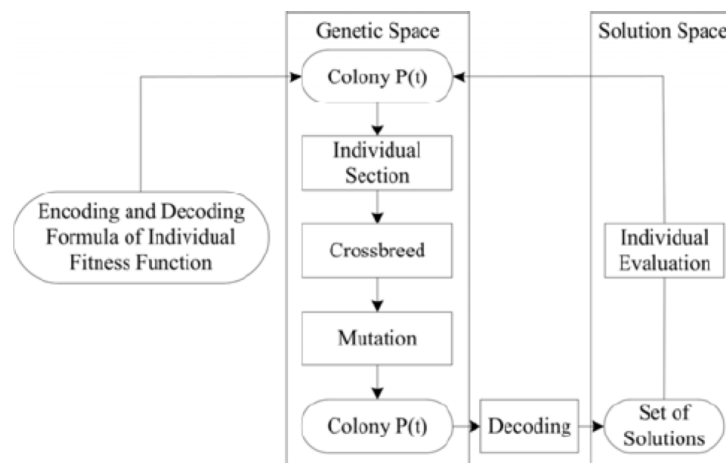 Genetic Space
Solution Space
Colony P(t)
Individual
Section
Encoding and Decoding
Formula of Individual
Fitness Function
Crossbreed
Individual
Evaluation
Mutation
Colony P(t)
Decoding
Set of
Solutions